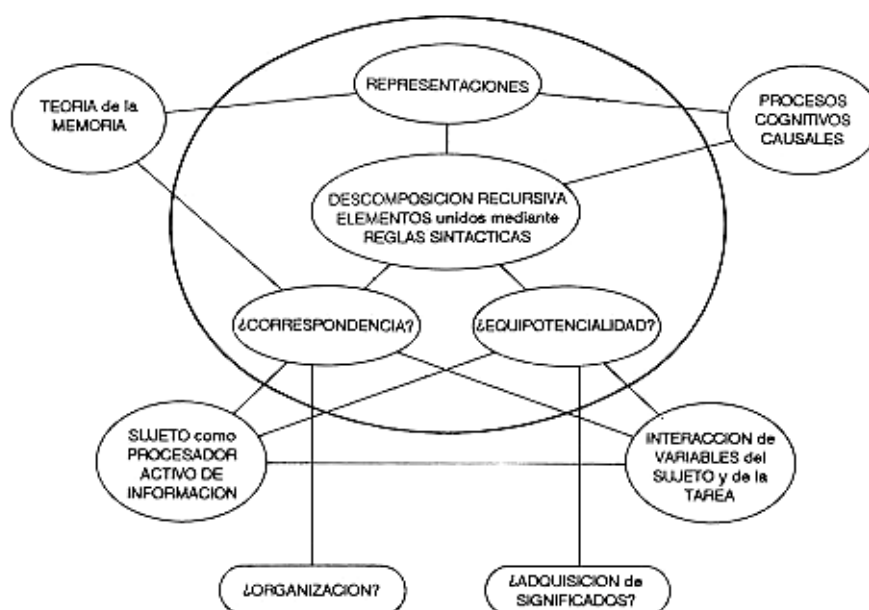 REPRESENTACIONES
TEORIA de la
MEMORIA
PROCESOS
COGNITIVOS
CAUSALES
DESCOMPOSICION RECURSIVA
ELEMENTOS unidos mediante
REGLAS SINTACTICAS
¿CORRESPONDENCIA?
¿EQUIPOTENCIALIDAD?
SUJETO como
PROCESADOR
ACTIVO DE
INFORMACION
INTERACCION de
VARIABLES del
SUJETO y de la
TAREA
¿ORGANIZACION?
¿ADQUISICION de
SIGNIFICADOS?